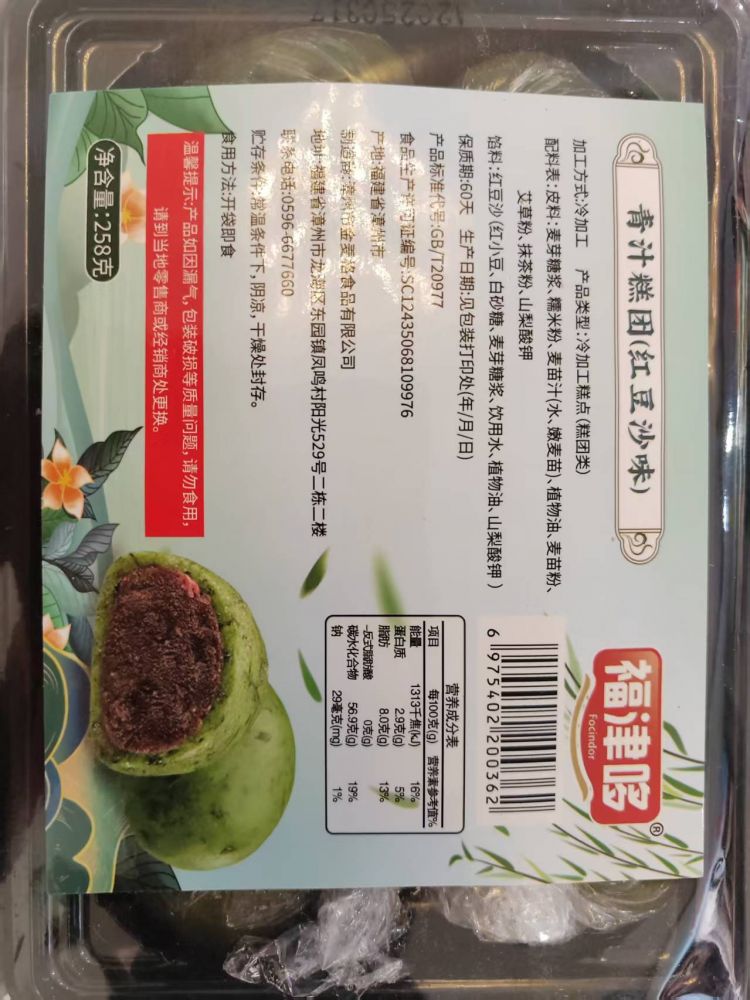 青汁糕团(红豆沙味)
加工方式:冷加工 产品类型:冷加工糕点(糕团类)
配料表:皮料:麦芽糖浆、糯米粉、麦苗汁(水、嫩麦苗)、植物油、麦苗粉、
艾草粉、抹茶粉、山梨酸钾
馅料:红豆沙(红小豆、白砂糖、麦芽糖浆、饮用水、植物油、山梨酸钾)
保质期:60天 生产日期:见包装打印处(年/月/日)
产品标准代号:GB/T20977
食品生产许可证编号:SC12435068109976
产地:福建省漳州市
食品有限公司
地址:福建省漳州市龙海区东园镇凤鸣村阳光529号二栋二楼
联系电话:0596-6677660
贮存条件:常温条件下,阴凉,干燥处封存。
食用方法:开袋即食
温馨提示:产品如因漏气,包装破损等质量问题,请勿食用,
请到当地零售商或经销商处更换。
净含量:258克
福津哆®
Focindor
6 975402 200362
营养成分表
项目 每100克(g) 营养素参考值%
能量 1313千焦(kJ) 16%
蛋白质 2.9克(g) 5%
脂肪 8.0克(g) 13%
-反式脂肪酸 0克(g)
碳水化合物 56.9克(g) 19%
钠 29毫克(mg) 1%